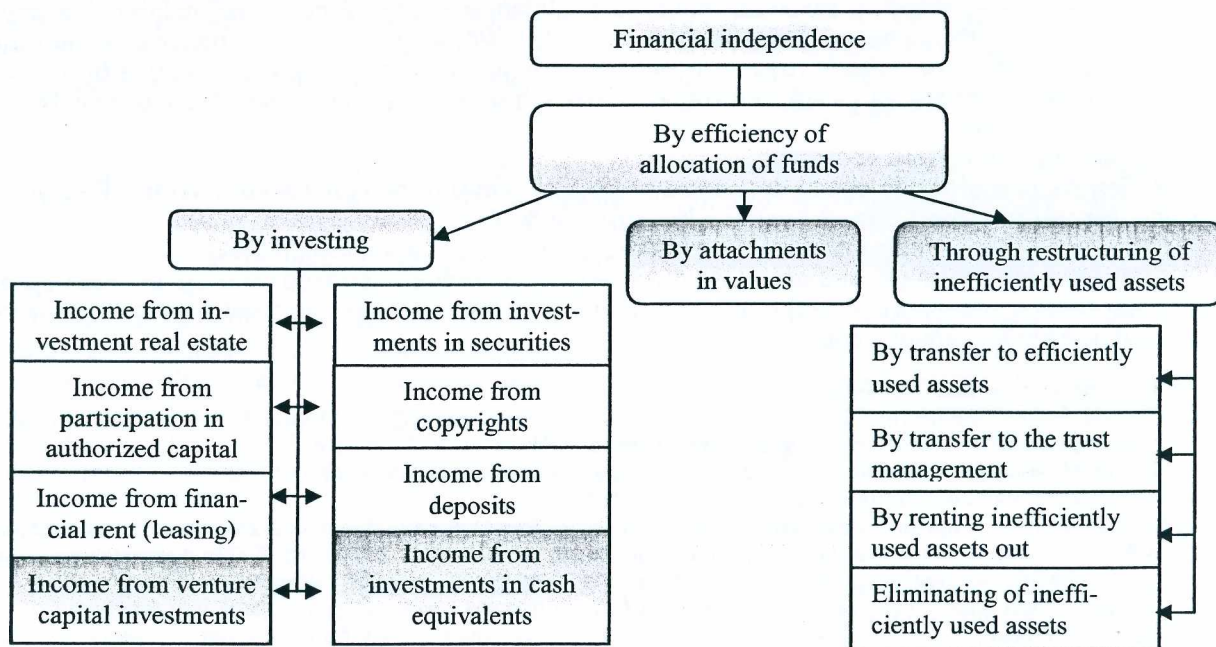 Financial independence
By efficiency of
allocation of funds
By investing
By attachments
in values
Through restructuring of
inefficiently used assets
Income from in-
vestment real estate
Income from
participation in
authorized capital
Income from finan-
cial rent (leasing)
Income from venture
capital investments
Income from invest-
ments in securities
Income from
copyrights
Income from
deposits
Income from
investments in cash
equivalents
By transfer to efficiently
used assets
By transfer to the trust
management
By renting inefficiently
used assets out
Eliminating of ineffi-
ciently used assets